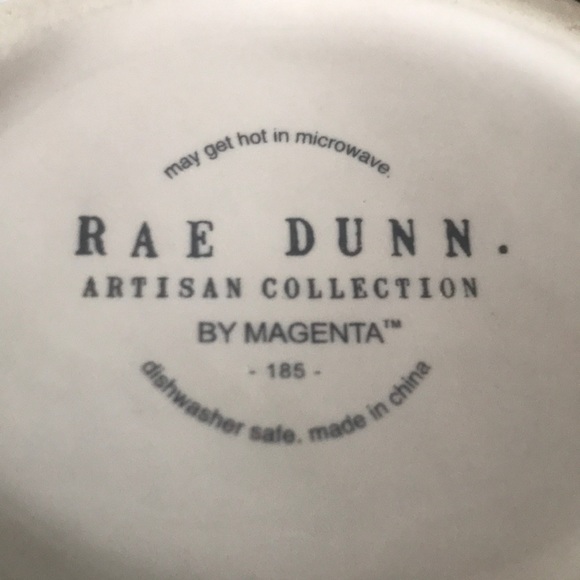 may get hot in microwave.
RAE DUNN.
ARTISAN COLLECTION
BY MAGENTA™
- 185 -
dishwasher safe. made in china